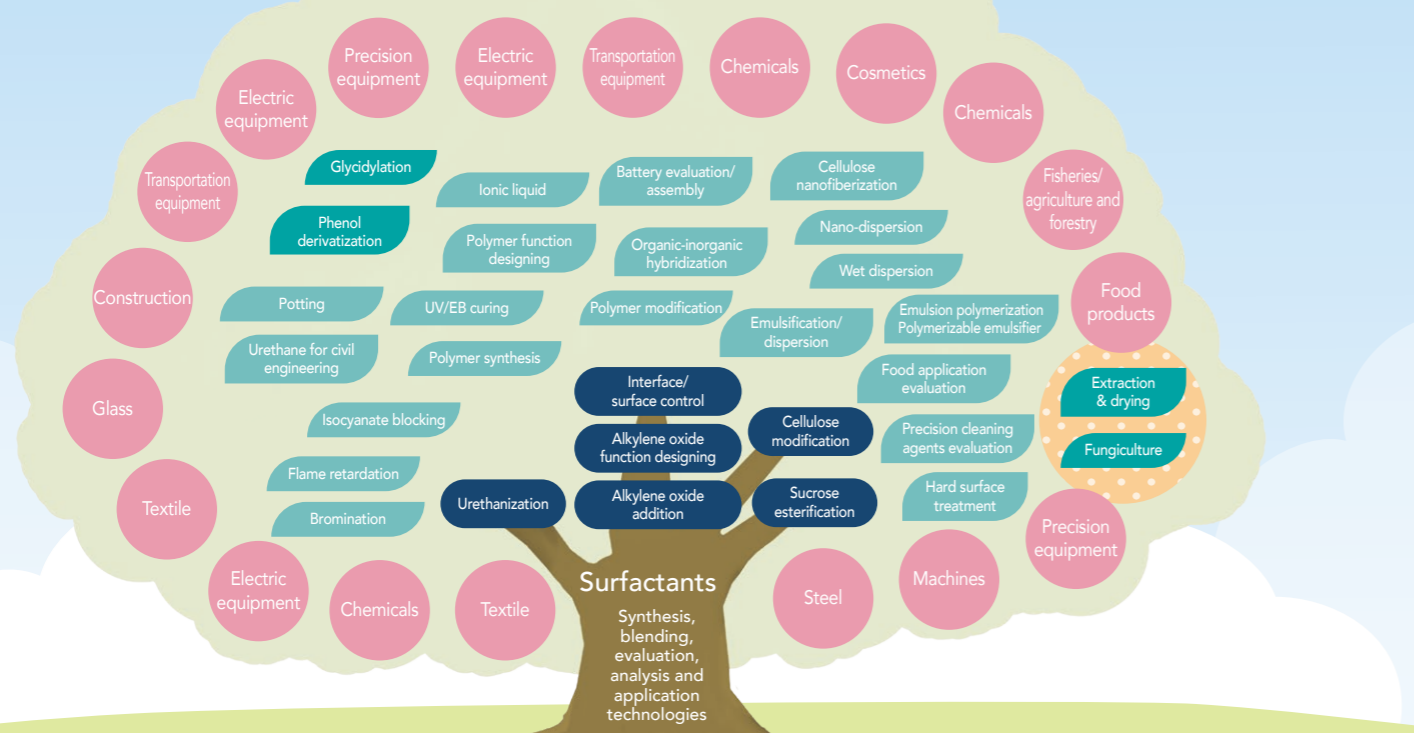 Precision
equipment
Electric
equipment
Transportation
equipment
Chemicals
Cosmetics
Electric
equipment
Chemicals
Transportation
equipment
Fisheries/
agriculture and
forestry
Glycidylation
Ionic liquid
Battery evaluation/
assembly
Cellulose
nanofiberization
Phenol
derivatization
Polymer function
designing
Organic-inorganic
hybridization
Nano-dispersion
Wet dispersion
Construction
Potting
UV/EB curing
Polymer modification
Emulsification/
dispersion
Emulsion polymerization
Polymerizable emulsifier
Food
products
Urethane for civil
engineering
Polymer synthesis
Interface/
surface control
Food application
evaluation
Extraction
& drying
Glass
Isocyanate blocking
Alkylene oxide
function designing
Cellulose
modification
Precision cleaning
agents evaluation
Fungiculture
Flame retardation
Textile
Bromination
Urethanization
Alkylene oxide
addition
Sucrose
esterification
Hard surface
treatment
Precision
equipment
Electric
equipment
Chemicals
Textile
Steel
Machines
Surfactants
Synthesis,
blending,
evaluation,
analysis and
application
technologies